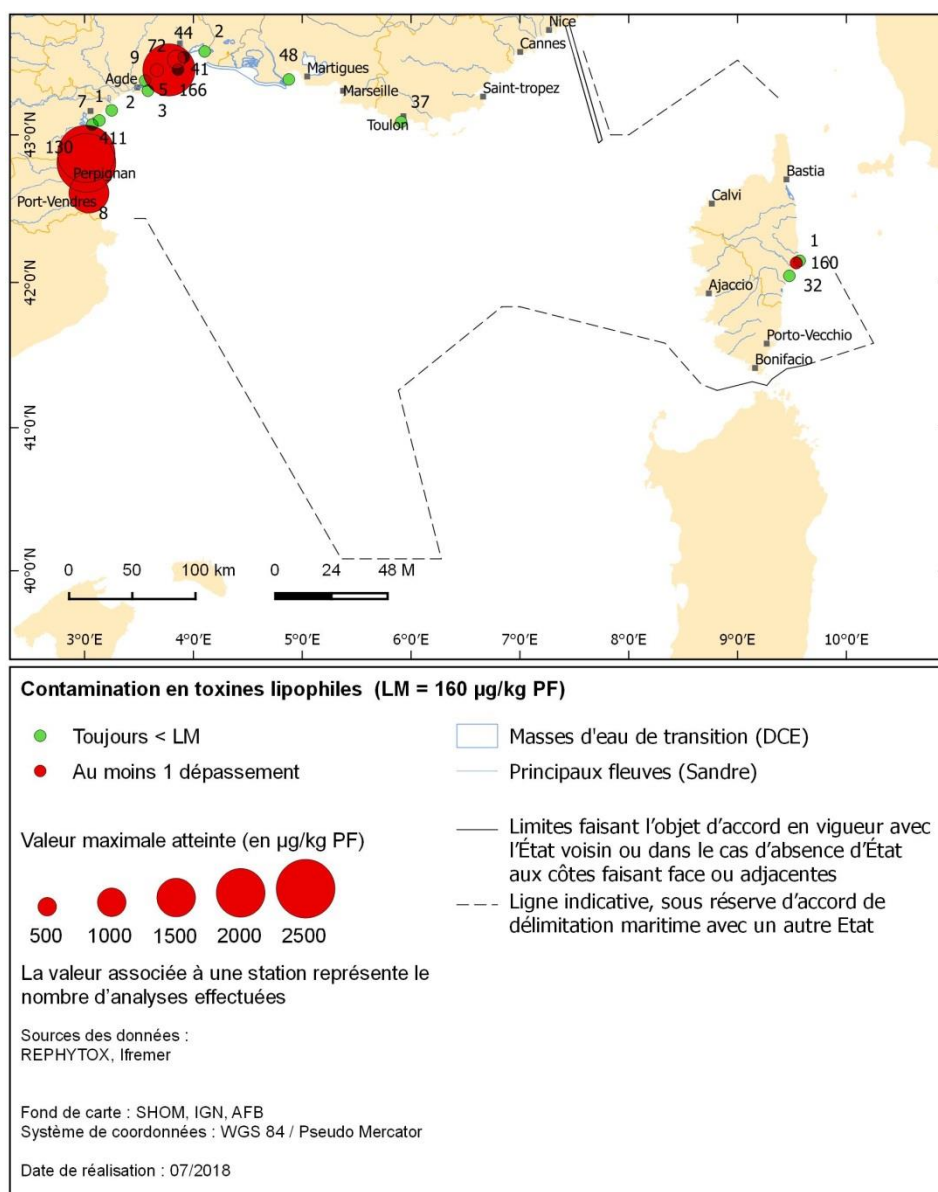 44
2
Nice
72
9
48
Cannes
41
Martigues
Agde
166
5
Marseille
Saint-tropez
1
2
3
37
7
Toulon
43°0'N
411
130
Perpignan
Bastia
Port-Vendres
8
Calvi
1
160
42°0'N
Ajaccio
32
Porto-Vecchio
Bonifacio
41°0'N
40°0'N
0 50 100 km
0 24 48 M
3°0'E 4°0'E 5°0'E 6°0'E 7°0'E 8°0'E 9°0'E 10°0'E
Contamination en toxines lipophiles (LM = 160 µg/kg PF)
Toujours < LM
Au moins 1 dépassement
Valeur maximale atteinte (en µg/kg PF)
500 1000 1500 2000 2500
La valeur associée à une station représente le
nombre d'analyses effectuées
Sources des données :
REPHYTOX, Ifremer
Fond de carte : SHOM, IGN, AFB
Système de coordonnées : WGS 84 / Pseudo Mercator
Date de réalisation : 07/2018
Masses d'eau de transition (DCE)
Principaux fleuves (Sandre)
Limites faisant l'objet d'accord en vigueur avec
l'État voisin ou dans le cas d'absence d'État
aux côtes faisant face ou adjacentes
Ligne indicative, sous réserve d'accord de
délimitation maritime avec un autre Etat